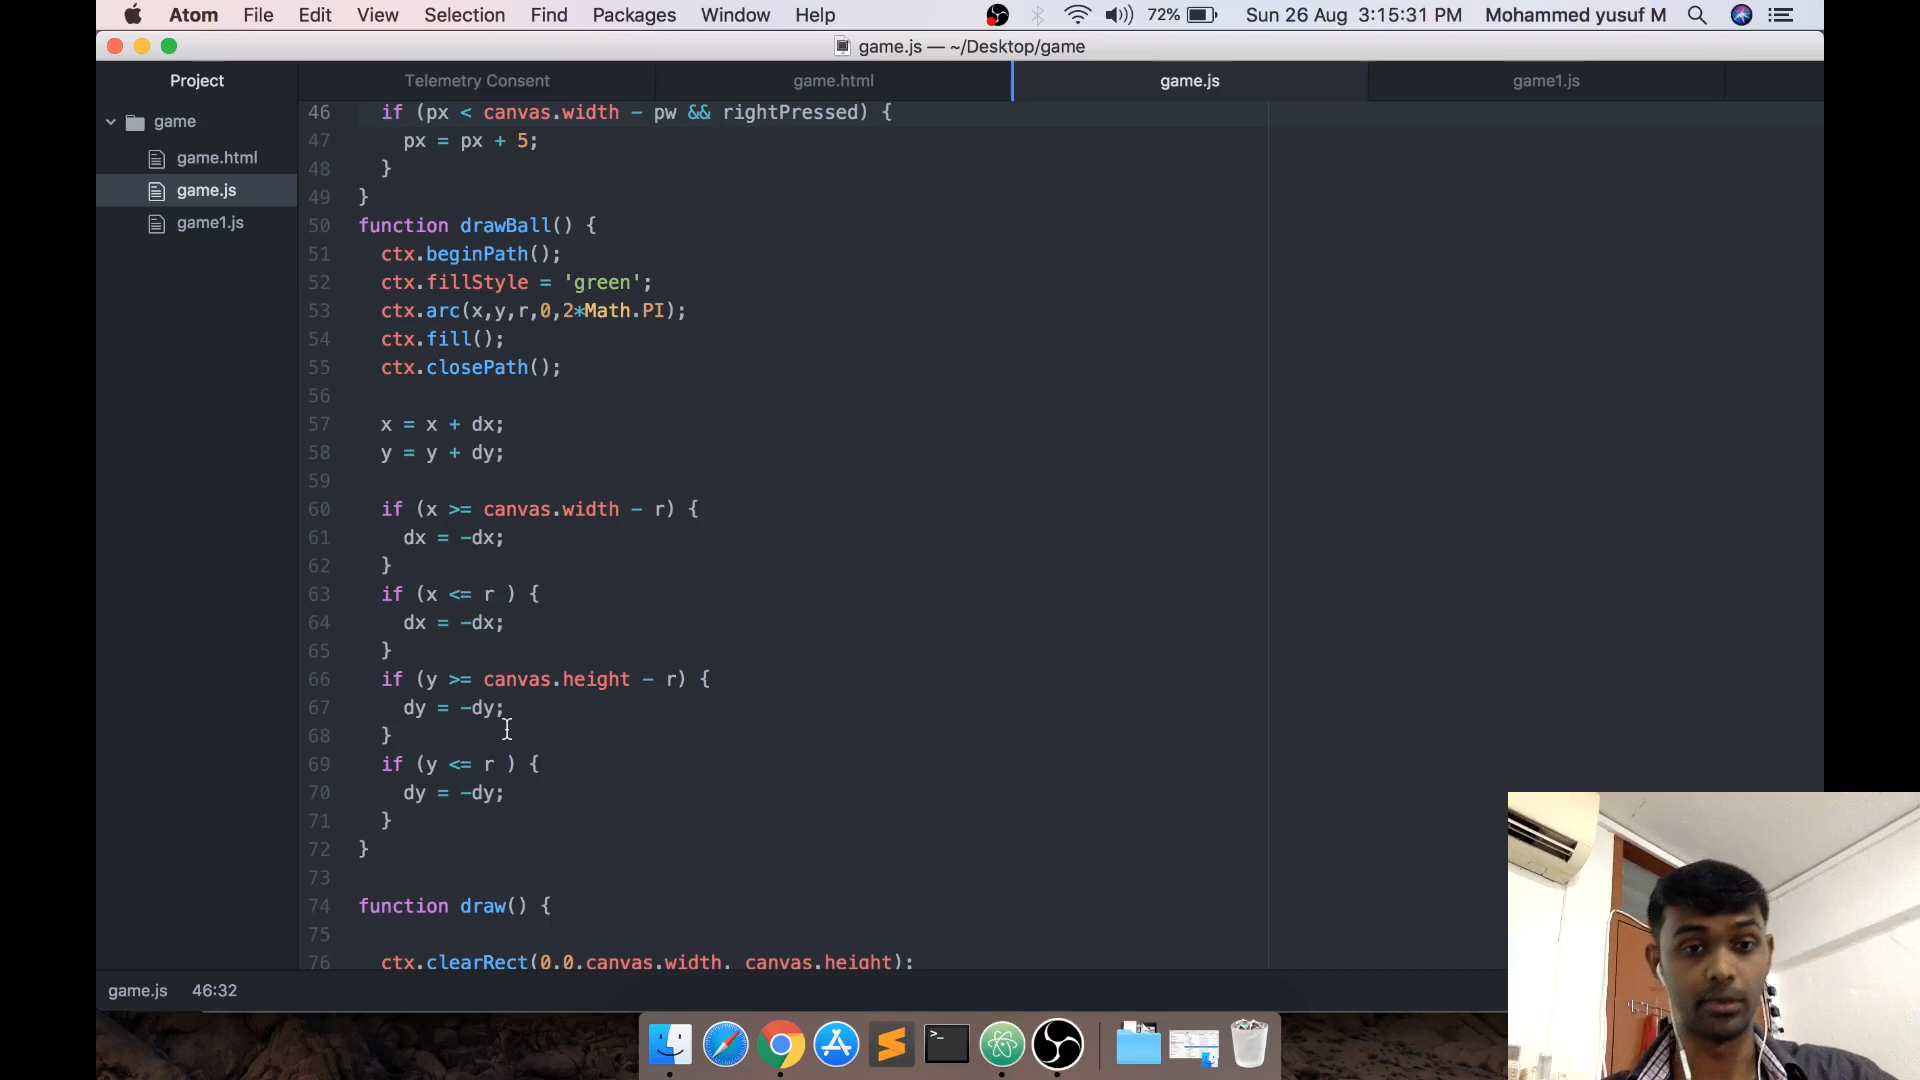 Atom File Edit View Selection Find Packages Window Help 72% Sun 26 Aug 3:15:31 PM Mohammed yusuf M
game.js — ~/Desktop/game
Project Telemetry Consent game.html game.js game1.js
game
game.html
game.js
game1.js
46 if (px < canvas.width - pw && rightPressed) {
47 px = px + 5;
48 }
49 }
50 function drawBall() {
51 ctx.beginPath();
52 ctx.fillStyle = 'green';
53 ctx.arc(x,y,r,0,2*Math.PI);
54 ctx.fill();
55 ctx.closePath();
56
57 x = x + dx;
58 y = y + dy;
59
60 if (x >= canvas.width - r) {
61 dx = -dx;
62 }
63 if (x <= r ) {
64 dx = -dx;
65 }
66 if (y >= canvas.height - r) {
67 dy = -dy;
68 }
69 if (y <= r ) {
70 dy = -dy;
71 }
72 }
73
74 function draw() {
75
76 ctx.clearRect(0,0,canvas.width, canvas.height);
game.js 46:32